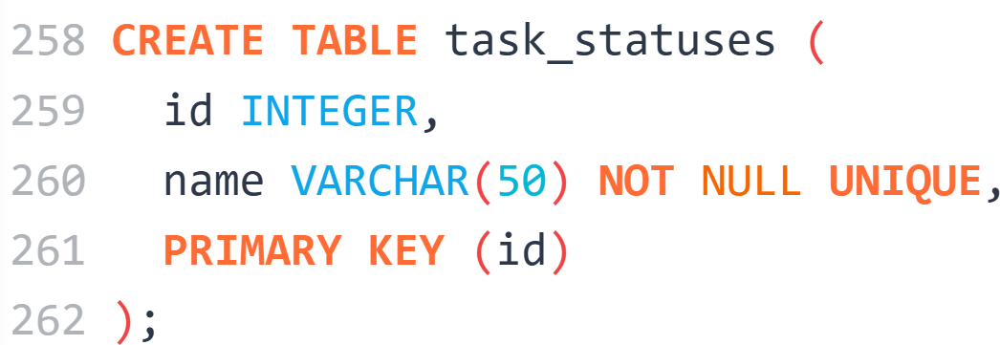 258 CREATE TABLE task_statuses (
259   id INTEGER,
260   name VARCHAR(50) NOT NULL UNIQUE,
261   PRIMARY KEY (id)
262 );